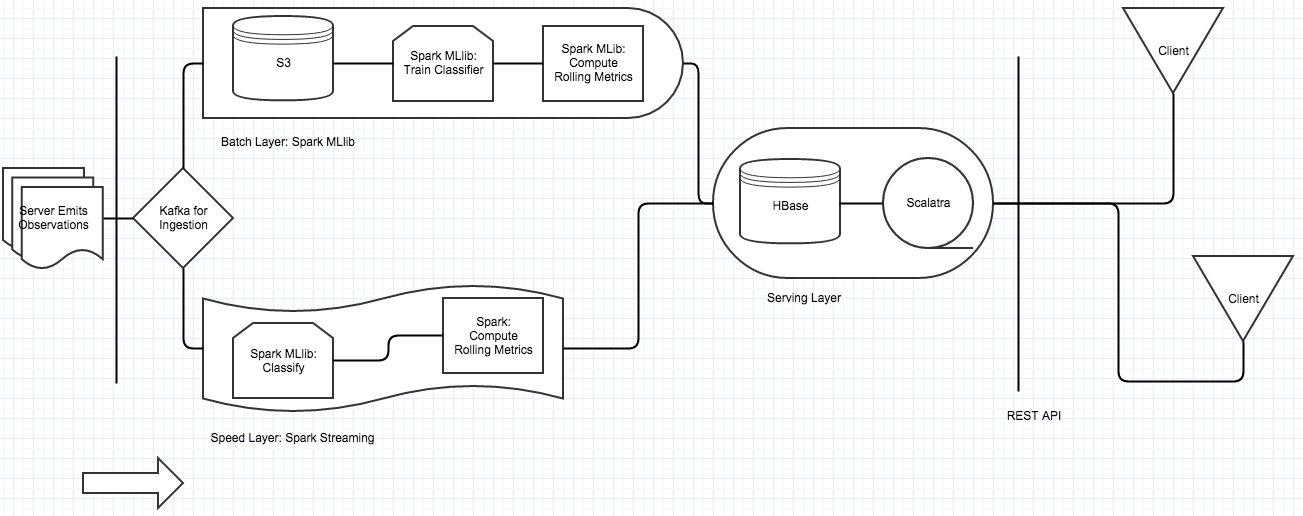 S3
Spark MLlib:
Train Classifier
Spark MLib:
Compute
Rolling Metrics
Client
Batch Layer: Spark MLlib
Server Emits
Observations
Kafka for
Ingestion
HBase
Scalatra
Serving Layer
Client
Spark MLlib:
Classify
Spark:
Compute
Rolling Metrics
REST API
Speed Layer: Spark Streaming